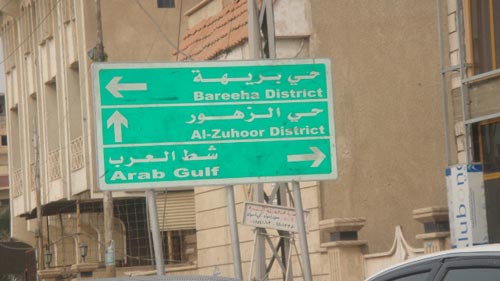 حي بريهة
Bareeha District
حي الزهور
Al-Zuhoor District
شط العرب
Arab Gulf